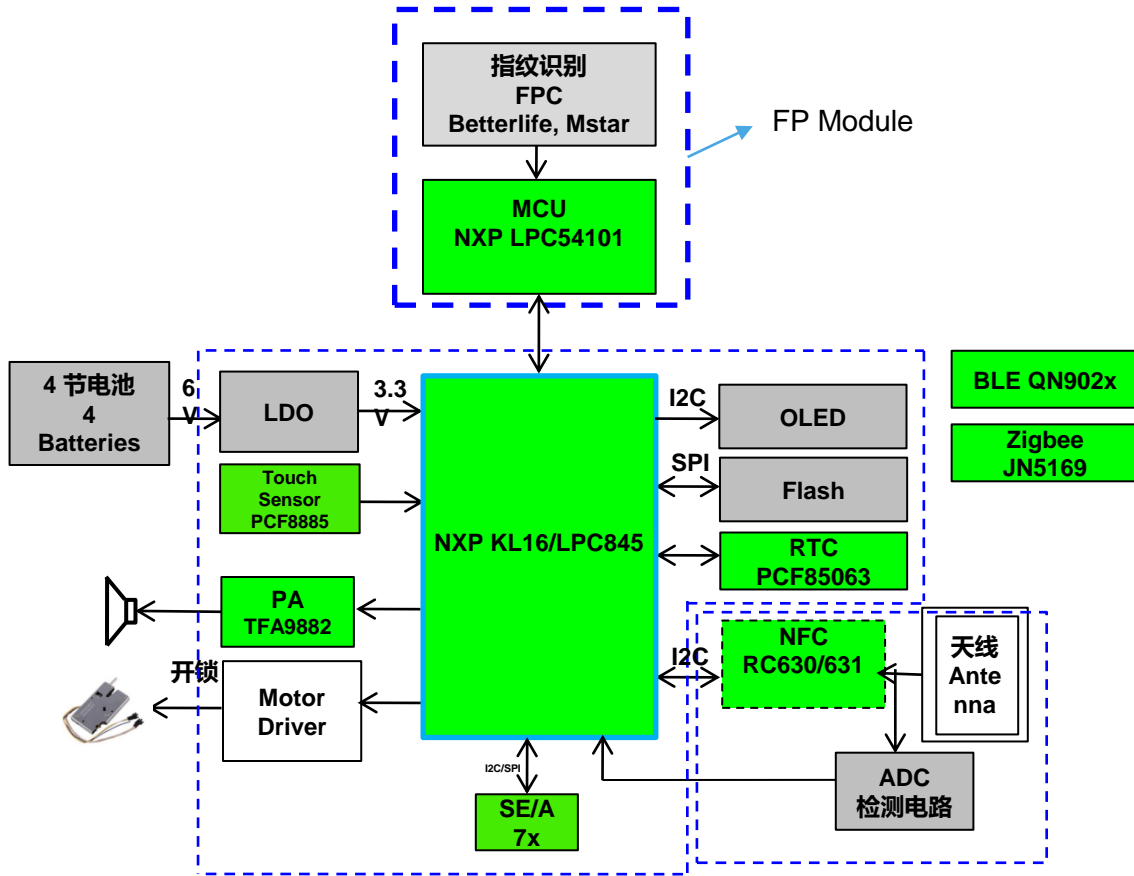 指纹识别
FPC
Betterlife, Mstar
FP Module
MCU
NXP LPC54101
4 节电池
4
Batteries
6
V
LDO
3.3
V
I2C
OLED
BLE QN902x
Zigbee
JN5169
Touch
Sensor
PCF8885
SPI
Flash
NXP KL16/LPC845
RTC
PCF85063
PA
TFA9882
开锁
Motor
Driver
I2C
NFC
RC630/631
天线
Ante
nna
I2C/SPI
SE/A
7x
ADC
检测电路